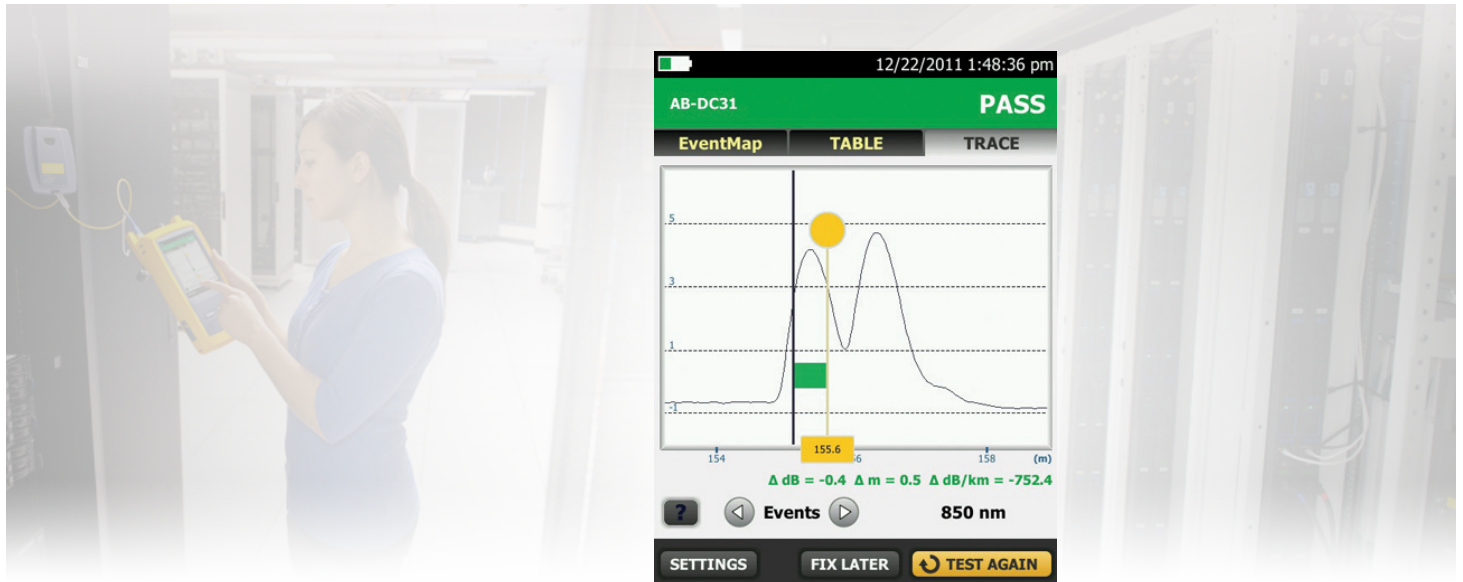 12/22/2011 1:48:36 pm
AB-DC31 PASS
EventMap TABLE TRACE
5
3
1
-1
155.6
154 6 158 (m)
Δ dB = -0.4 Δ m = 0.5 Δ dB/km = -752.4
? Events 850 nm
SETTINGS FIX LATER TEST AGAIN